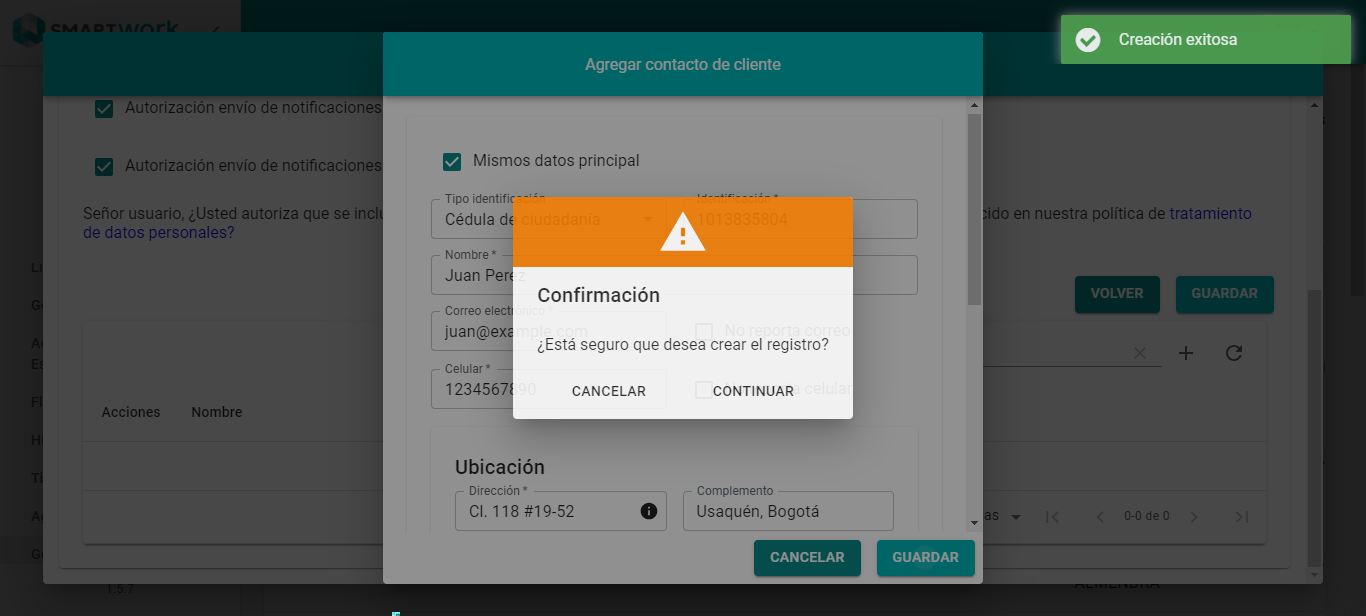 SMARTWORK
Creación exitosa
Agregar contacto de cliente
Autorización envío de notificaciones
Autorización envío de notificaciones
Señor usuario, ¿Usted autoriza que se
cido en nuestra política de tratamiento
de datos personales?
VOLVER
GUARDAR
Acciones
Nombre
0-0 de 0
Mismos datos principal
Tipo identificación
Cédula de ciudadanía
Identificación *
1013835804
Nombre *
Juan Perez
Correo electrónico *
juan@example.com
No reporta correo
Celular *
1234567890
celular
Confirmación
¿Está seguro que desea crear el registro?
CANCELAR
CONTINUAR
Ubicación
Dirección *
Cl. 118 #19-52
Complemento
Usaquén, Bogotá
CANCELAR
GUARDAR
1.5.7
ALMENDRA